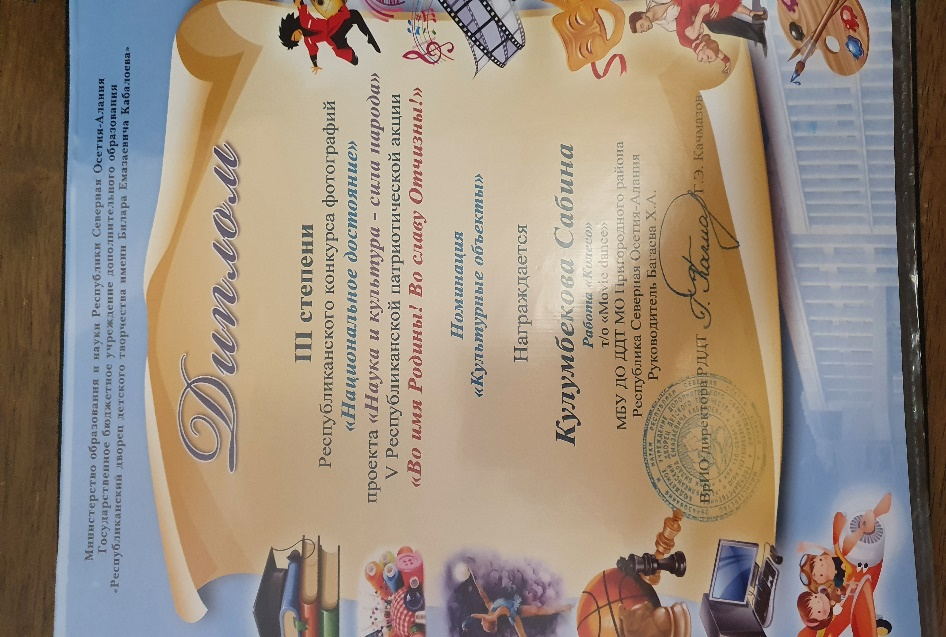 Министерство образования и науки Республики Северная Осетия-Алания
Государственное бюджетное учреждение дополнительного образования
«Республиканский дворец детского творчества имени Билара Емазаевича Кабалоева»
Диплом
III степени
Республиканского конкурса фотографий
«Национальное достояние»
проекта «Наука и культура - сила народа»
V Республиканской патриотической акции
«Во имя Родины! Во славу Отчизны!»
Номинация
«Культурные объекты»
Награждается
Кулумбекова Сабина
Работа «Колесо»
т/о «Movie dance»
МБУ ДО ДДТ МО Пригородного района
Республика Северная Осетия-Алания
Руководитель Багаева Х.А.
ВрИО директора РДДТ Т.Э. Качмазов